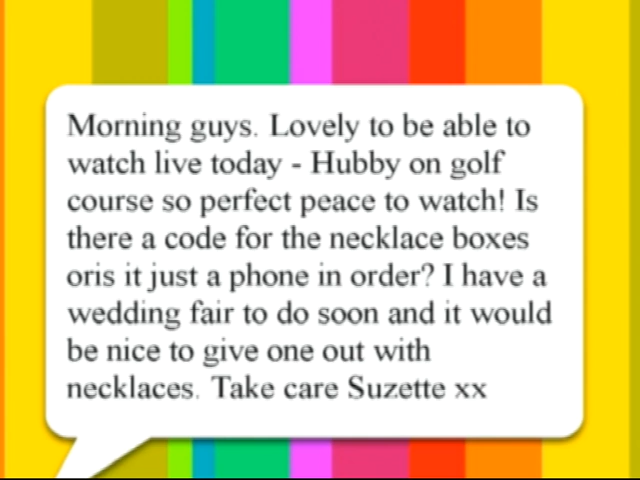 Morning guys. Lovely to be able to
watch live today - Hubby on golf
course so perfect peace to watch! Is
there a code for the necklace boxes
oris it just a phone in order? I have a
wedding fair to do soon and it would
be nice to give one out with
necklaces. Take care Suzette xx